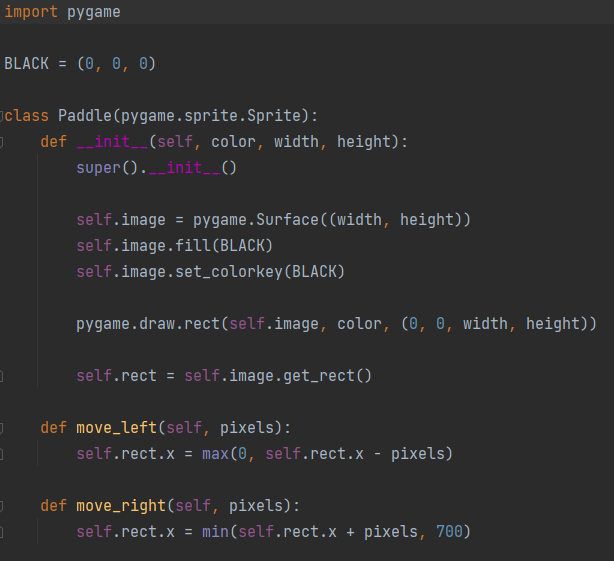 import pygame
BLACK = (0, 0, 0)
class Paddle(pygame.sprite.Sprite):
    def __init__(self, color, width, height):
        super().__init__()
        self.image = pygame.Surface((width, height))
        self.image.fill(BLACK)
        self.image.set_colorkey(BLACK)
        pygame.draw.rect(self.image, color, (0, 0, width, height))
        self.rect = self.image.get_rect()
    def move_left(self, pixels):
        self.rect.x = max(0, self.rect.x - pixels)
    def move_right(self, pixels):
        self.rect.x = min(self.rect.x + pixels, 700)